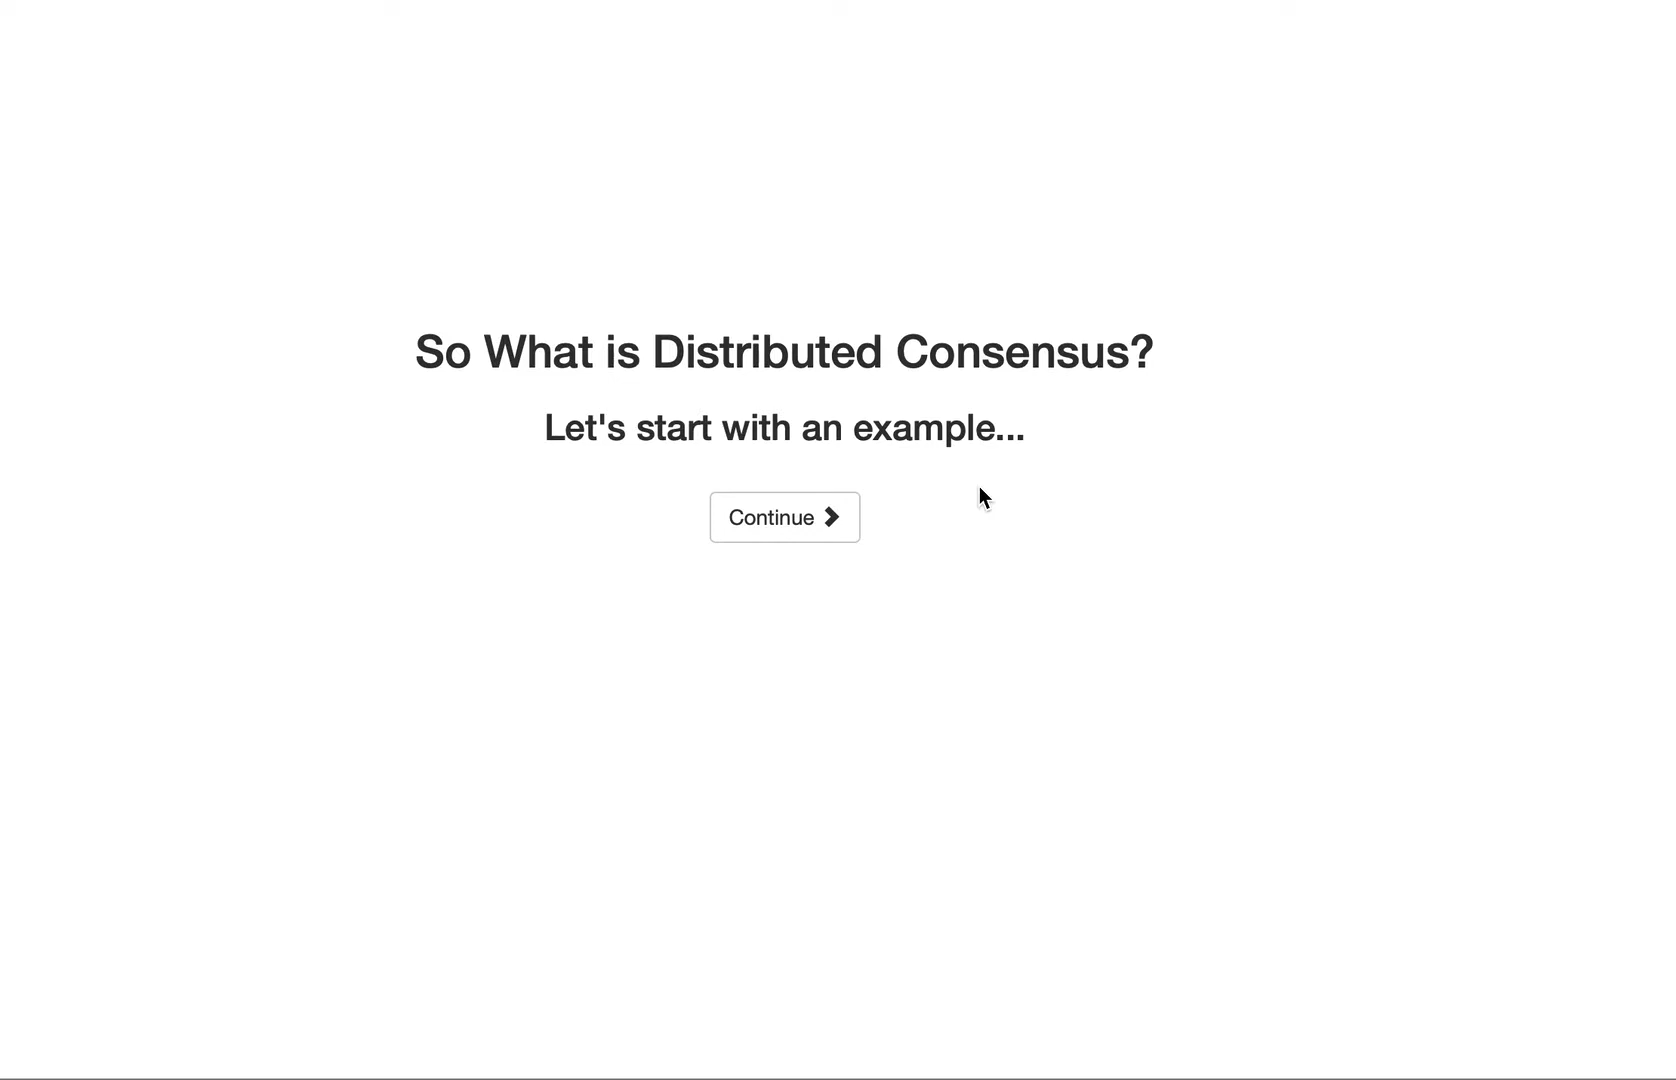 So What is Distributed Consensus?
Let's start with an example...
Continue